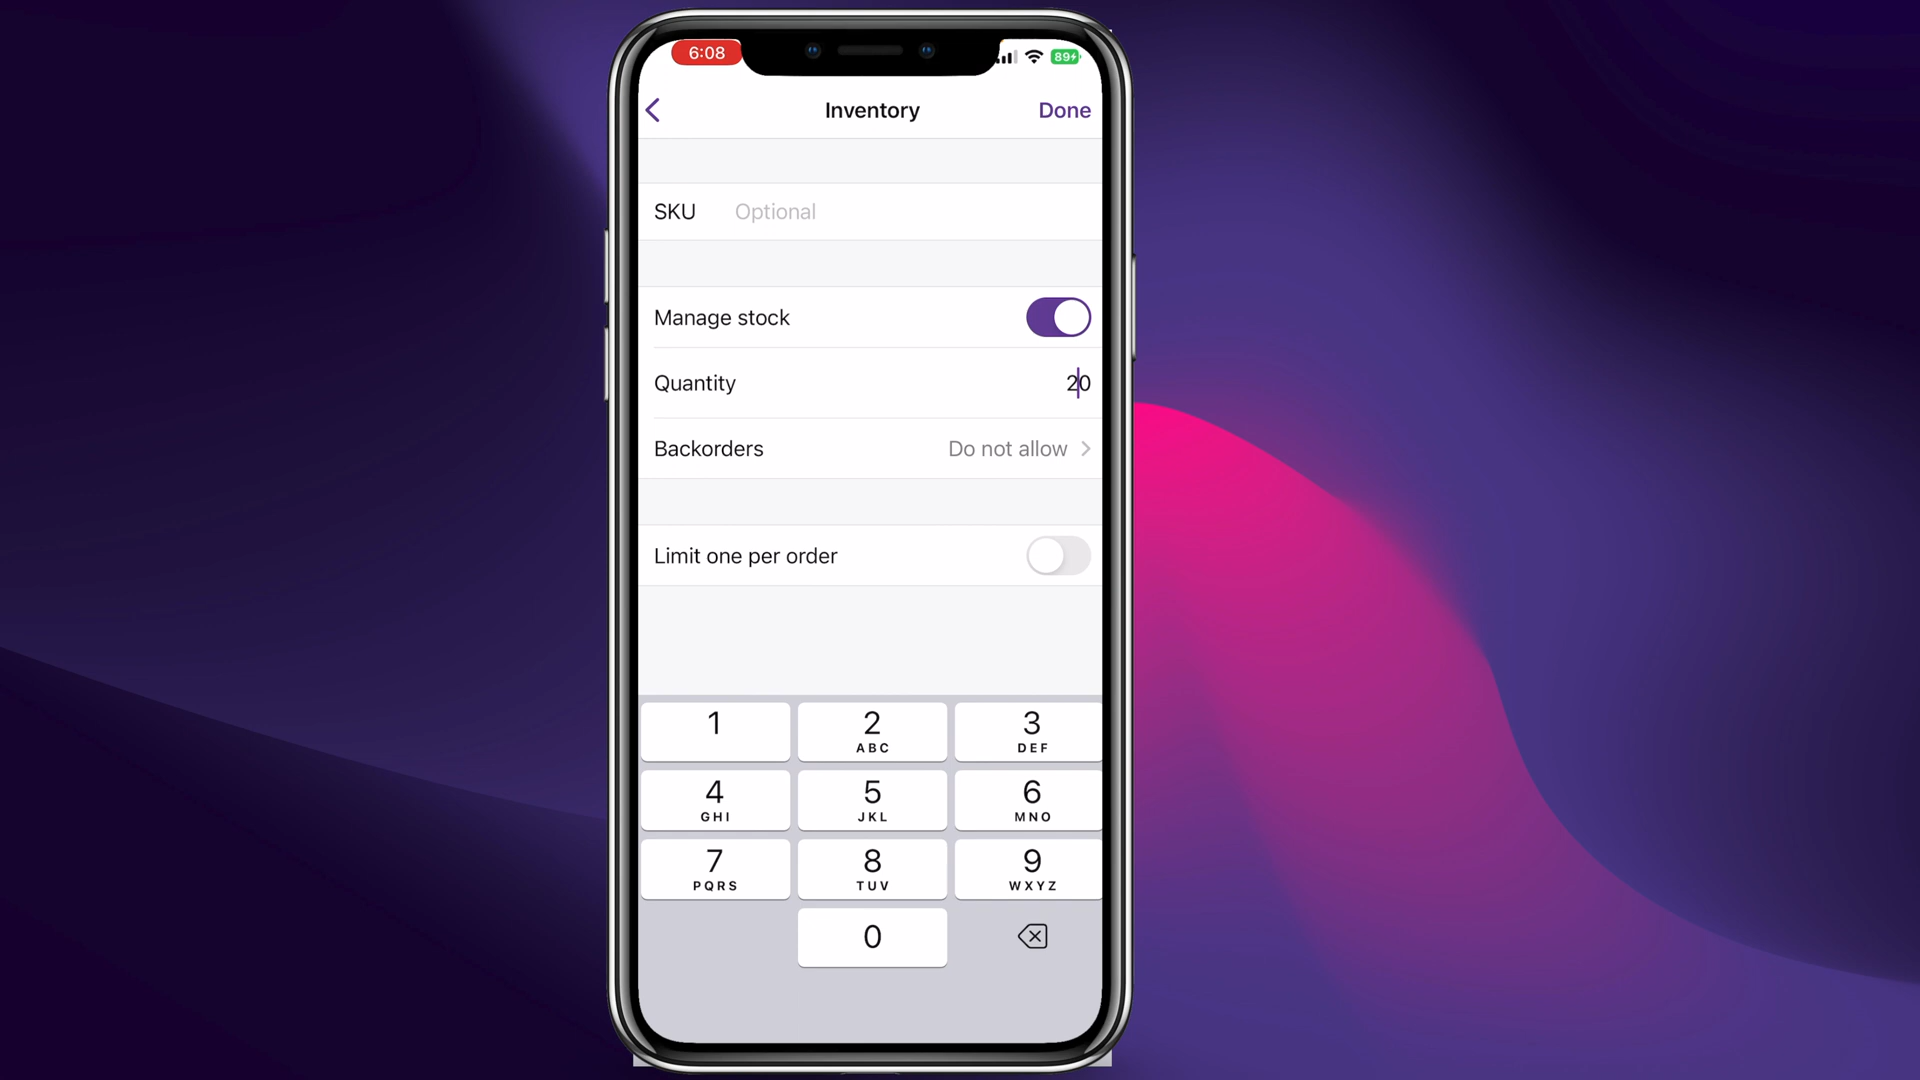 6:08
89
Inventory
Done
SKU Optional
Manage stock
Quantity 20
Backorders Do not allow
Limit one per order
1
2 ABC
3 DEF
4 GHI
5 JKL
6 MNO
7 PQRS
8 TUV
9 WXYZ
0